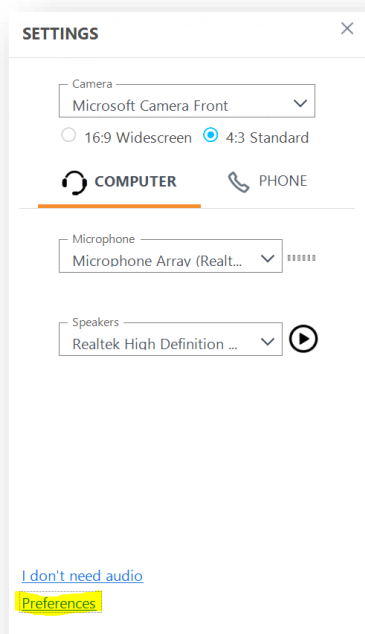 SETTINGS
Camera
Microsoft Camera Front
16:9 Widescreen 4:3 Standard
COMPUTER PHONE
Microphone
Microphone Array (Realt...
Speakers
Realtek High Definition ...
I don't need audio
Preferences